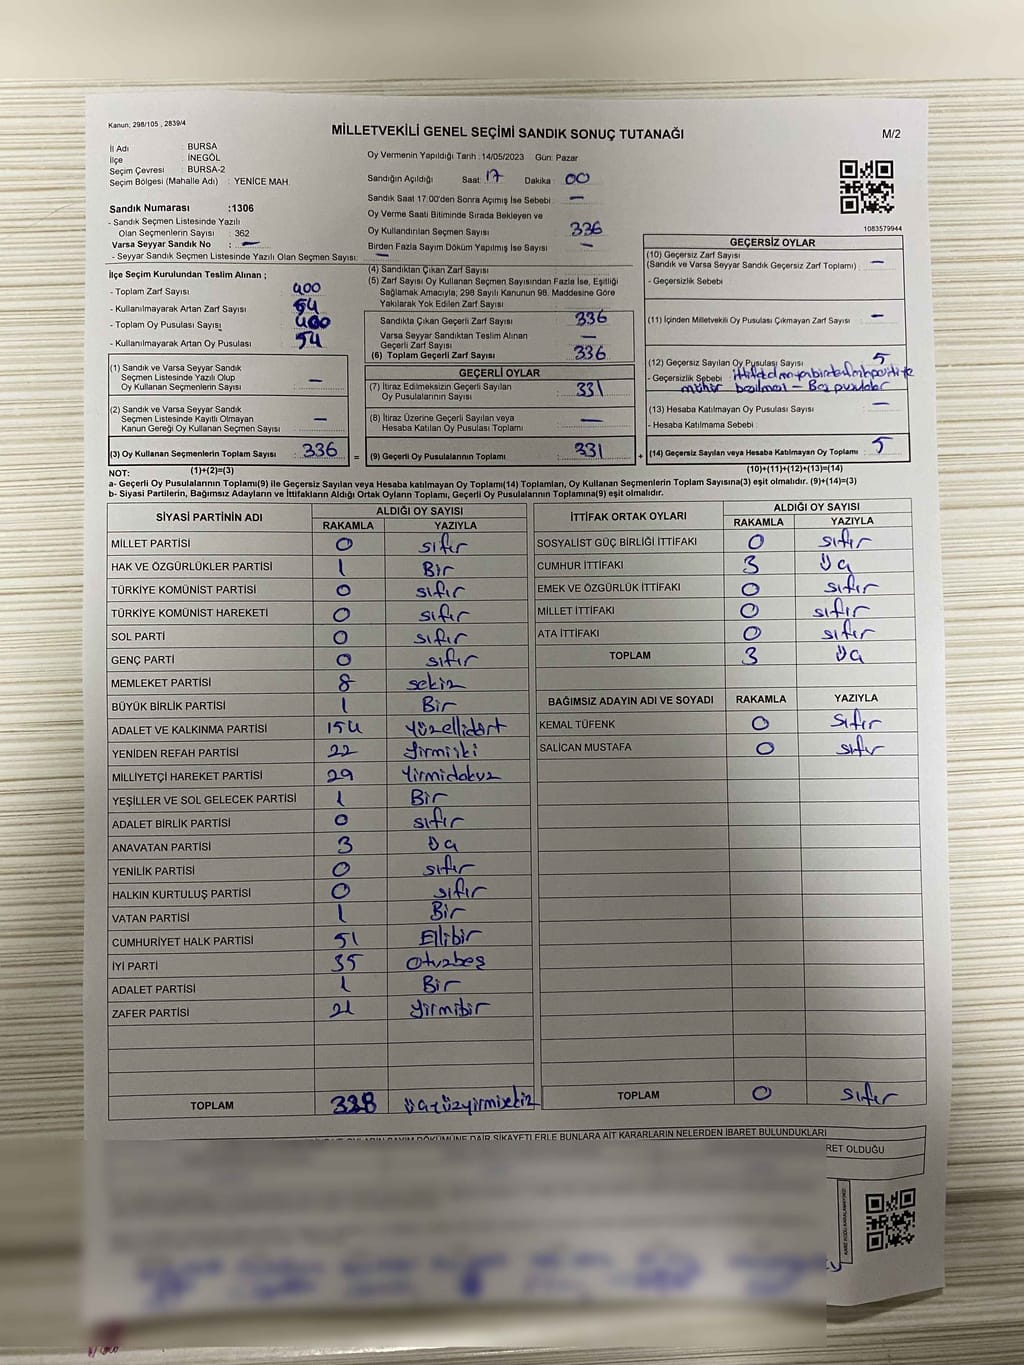 Kanun; 298/105 , 2839/4
MİLLETVEKİLİ GENEL SEÇİMİ SANDIK SONUÇ TUTANAĞI
M/2
İl Adı : BURSA
İlçe : İNEGÖL
Seçim Çevresi : BURSA-2
Seçim Bölgesi (Mahalle Adı) : YENİCE MAH.
Sandık Numarası :1306
- Sandık Seçmen Listesinde Yazılı
Olan Seçmenlerin Sayısı : 362
Varsa Seyyar Sandık No : —
- Seyyar Sandık Seçmen Listesinde Yazılı Olan Seçmen Sayısı: —
Oy Vermenin Yapıldığı Tarih : 14/05/2023 Gün: Pazar
Sandığın Açıldığı Saat: 17 Dakika : 00
Sandık Saat 17.00'den Sonra Açımış İse Sebebi : —
Oy Verme Saati Bitiminde Sırada Bekleyen ve
Oy Kullandırılan Seçmen Sayısı : 336
Birden Fazla Sayım Döküm Yapılmış İse Sayısı : —
1083579944
İlçe Seçim Kurulundan Teslim Alınan ;
- Toplam Zarf Sayısı : 400
- Kullanılmayarak Artan Zarf Sayısı : 54
- Toplam Oy Pusulası Sayısı : 400
- Kullanılmayarak Artan Oy Pusulası : 54
(1) Sandık ve Varsa Seyyar Sandık
Seçmen Listesinde Yazılı Olup
Oy Kullanan Seçmenlerin Sayısı : —
(2) Sandık ve Varsa Seyyar Sandık
Seçmen Listesinde Kayıtlı Olmayan
Kanun Gereği Oy Kullanan Seçmen Sayısı : —
(3) Oy Kullanan Seçmenlerin Toplam Sayısı : 336
(4) Sandıktan Çıkan Zarf Sayısı :
(5) Zarf Sayısı Oy Kullanan Seçmen Sayısından Fazla İse, Eşitliği
Sağlamak Amacıyla; 298 Sayılı Kanunun 98. Maddesine Göre
Yakılarak Yok Edilen Zarf Sayısı :
Sandıkta Çıkan Geçerli Zarf Sayısı : 336
Varsa Seyyar Sandıktan Teslim Alınan
Geçerli Zarf Sayısı : —
(6) Toplam Geçerli Zarf Sayısı : 336
GEÇERLİ OYLAR
(7) İtiraz Edilmeksizin Geçerli Sayılan
Oy Pusulalarının Sayısı : 331
(8) İtiraz Üzerine Geçerli Sayılan veya
Hesaba Katılan Oy Pusulası Toplamı : —
= (9) Geçerli Oy Pusulalarının Toplamı : 331
GEÇERSİZ OYLAR
(10) Geçersiz Zarf Sayısı
(Sandık ve Varsa Seyyar Sandık Geçersiz Zarf Toplamı) : —
- Geçersizlik Sebebi :
(11) İçinden Milletvekili Oy Pusulası Çıkmayan Zarf Sayısı : —
(12) Geçersiz Sayılan Oy Pusulası Sayısı : 5
- Geçersizlik Sebebi :
mühür basılması – Boş pusulalar
(13) Hesaba Katılmayan Oy Pusulası Sayısı : —
- Hesaba Katılmama Sebebi :
+ (14) Geçersiz Sayılan veya Hesaba Katılmayan Oy Toplamı : 5
NOT: (1)+(2)=(3)
(10)+(11)+(12)+(13)=(14)
a- Geçerli Oy Pusulalarının Toplamı(9) ile Geçersiz Sayılan veya Hesaba katılmayan Oy Toplamı(14) Toplamları, Oy Kullanan Seçmenlerin Toplam Sayısına(3) eşit olmalıdır. (9)+(14)=(3)
b- Siyasi Partilerin, Bağımsız Adayların ve İttifakların Aldığı Ortak Oyların Toplamı, Geçerli Oy Pusulalarının Toplamına(9) eşit olmalıdır.
SİYASİ PARTİNİN ADI ALDIĞI OY SAYISI
RAKAMLA YAZIYLA
MİLLET PARTİSİ 0 sıfır
HAK VE ÖZGÜRLÜKLER PARTİSİ 1 Bir
TÜRKİYE KOMÜNİST PARTİSİ 0 sıfır
TÜRKİYE KOMÜNİST HAREKETİ 0 sıfır
SOL PARTİ 0 sıfır
GENÇ PARTİ 0 sıfır
MEMLEKET PARTİSİ 8 sekiz
BÜYÜK BİRLİK PARTİSİ 1 Bir
ADALET VE KALKINMA PARTİSİ 154 Yüzellidört
YENİDEN REFAH PARTİSİ 22 Yirmiiki
MİLLİYETÇİ HAREKET PARTİSİ 29 Yirmidokuz
YEŞİLLER VE SOL GELECEK PARTİSİ 1 Bir
ADALET BİRLİK PARTİSİ 0 sıfır
ANAVATAN PARTİSİ 3 Üç
YENİLİK PARTİSİ 0 sıfır
HALKIN KURTULUŞ PARTİSİ 0 sıfır
VATAN PARTİSİ 1 Bir
CUMHURİYET HALK PARTİSİ 51 Ellibir
İYİ PARTİ 35 Otuzbeş
ADALET PARTİSİ 1 Bir
ZAFER PARTİSİ 21 Yirmibir
TOPLAM 328 üçyüzyirmisekiz
İTTİFAK ORTAK OYLARI ALDIĞI OY SAYISI
RAKAMLA YAZIYLA
SOSYALİST GÜÇ BİRLİĞİ İTTİFAKI 0 sıfır
CUMHUR İTTİFAKI 3 Üç
EMEK VE ÖZGÜRLÜK İTTİFAKI 0 sıfır
MİLLET İTTİFAKI 0 sıfır
ATA İTTİFAKI 0 sıfır
TOPLAM 3 Üç
BAĞIMSIZ ADAYIN ADI VE SOYADI RAKAMLA YAZIYLA
KEMAL TÜFENK 0 sıfır
SALİCAN MUSTAFA 0 sıfır
TOPLAM 0 sıfır
DÖKÜMÜNE DAİR ŞİKAYETLERLE BUNLARA AİT KARARLARIN NELERDEN İBARET BULUNDUKLARI
RET OLDUĞU